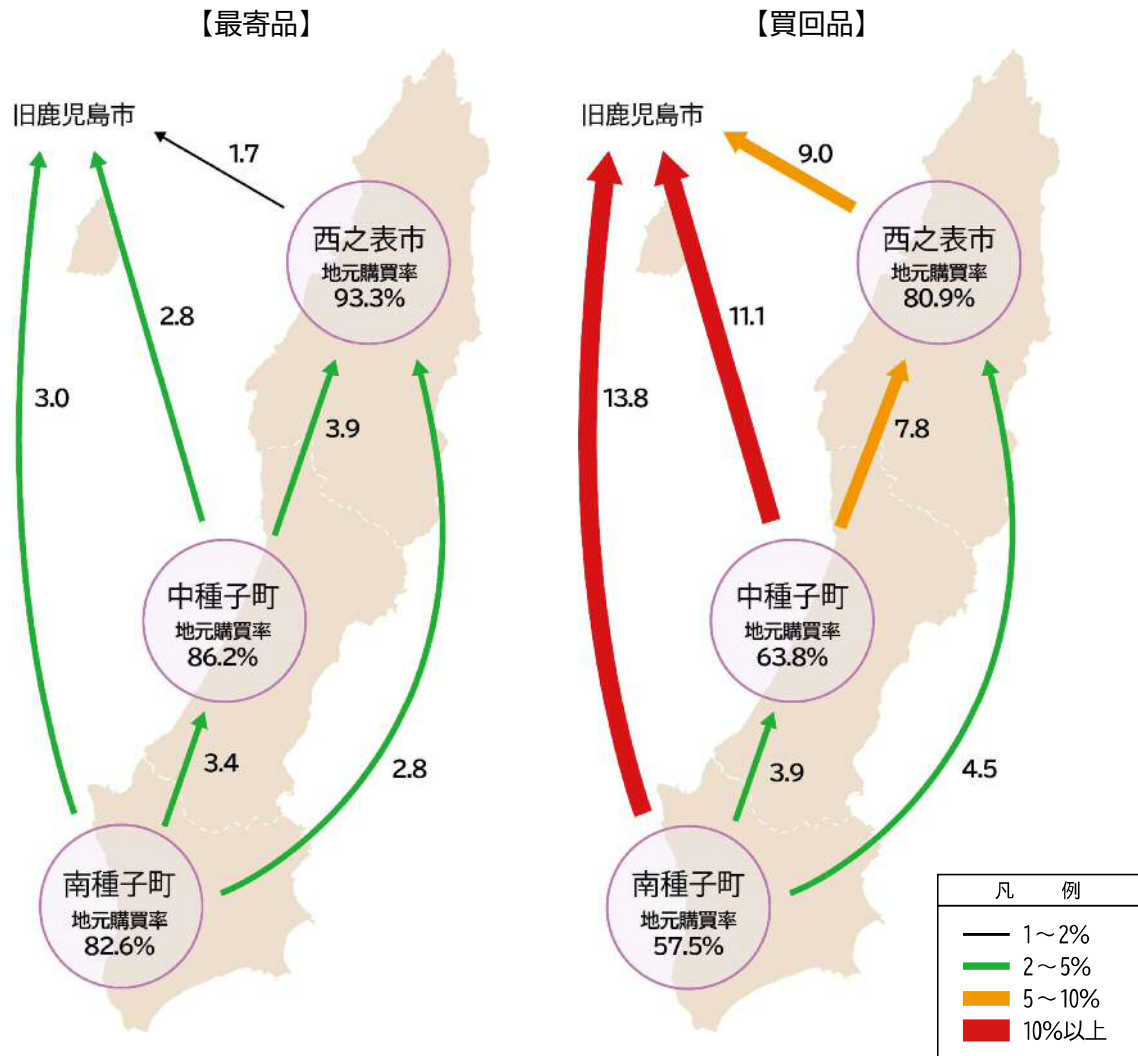 【最寄品】
旧鹿児島市
1.7
西之表市
地元購買率
93.3%
2.8
3.0
3.9
中種子町
地元購買率
86.2%
3.4
2.8
南種子町
地元購買率
82.6%
【買回品】
旧鹿児島市
9.0
西之表市
地元購買率
80.9%
11.1
13.8
7.8
中種子町
地元購買率
63.8%
3.9
4.5
南種子町
地元購買率
57.5%
凡 例
1～2%
2～5%
5～10%
10%以上